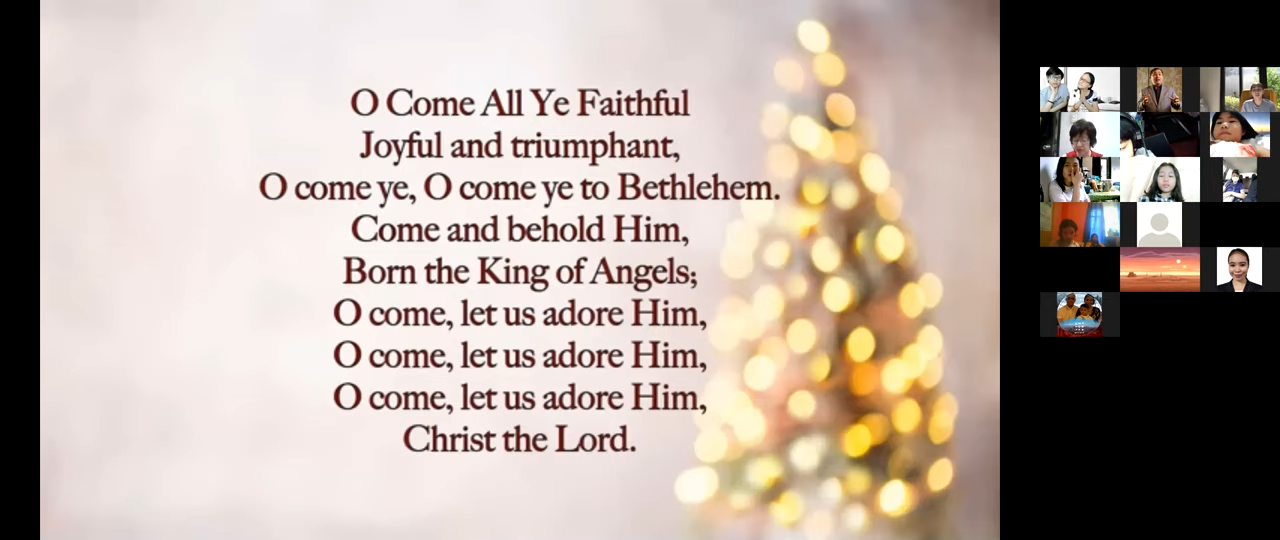 O Come All Ye Faithful
Joyful and triumphant,
O come ye, O come ye to Bethlehem.
Come and behold Him,
Born the King of Angels;
O come, let us adore Him,
O come, let us adore Him,
O come, let us adore Him,
Christ the Lord.